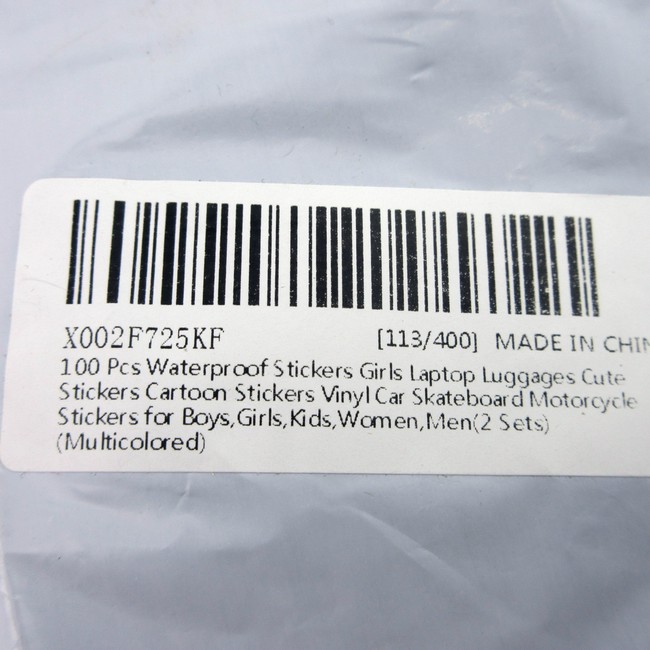 X002F725KF [113/400] MADE IN CHIN
100 Pcs Waterproof Stickers Girls Laptop Luggages Cute
Stickers Cartoon Stickers Vinyl Car Skateboard Motorcycle
Stickers for Boys,Girls,Kids,Women,Men(2 Sets)
(Multicolored)